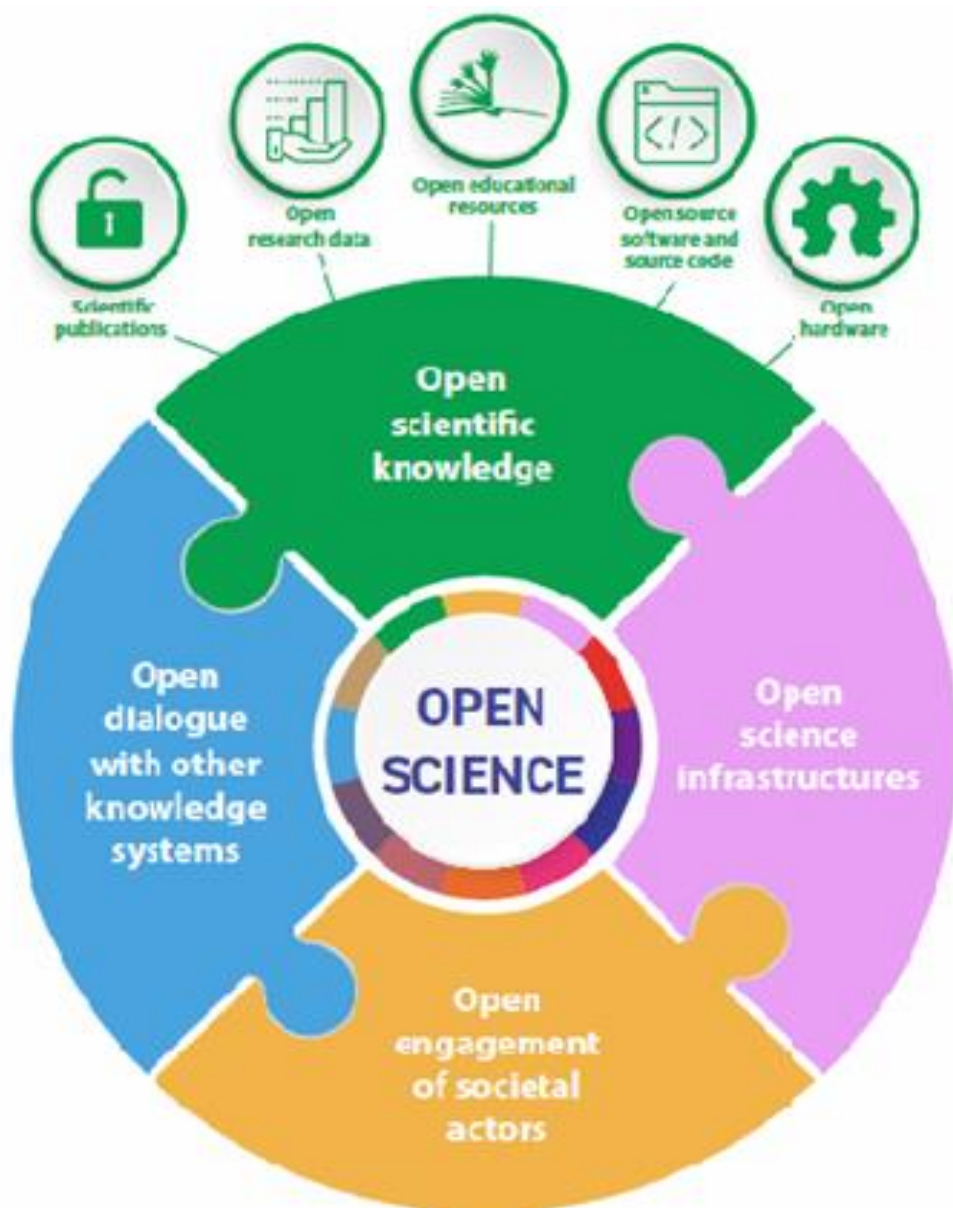 Scientific
publications
Open
research data
Open educational
resources
Open source
software and
source code
Open
hardware
Open
scientific
knowledge
Open
dialogue
with other
knowledge
systems
OPEN
SCIENCE
Open
science
infrastructures
Open
engagement
of societal
actors